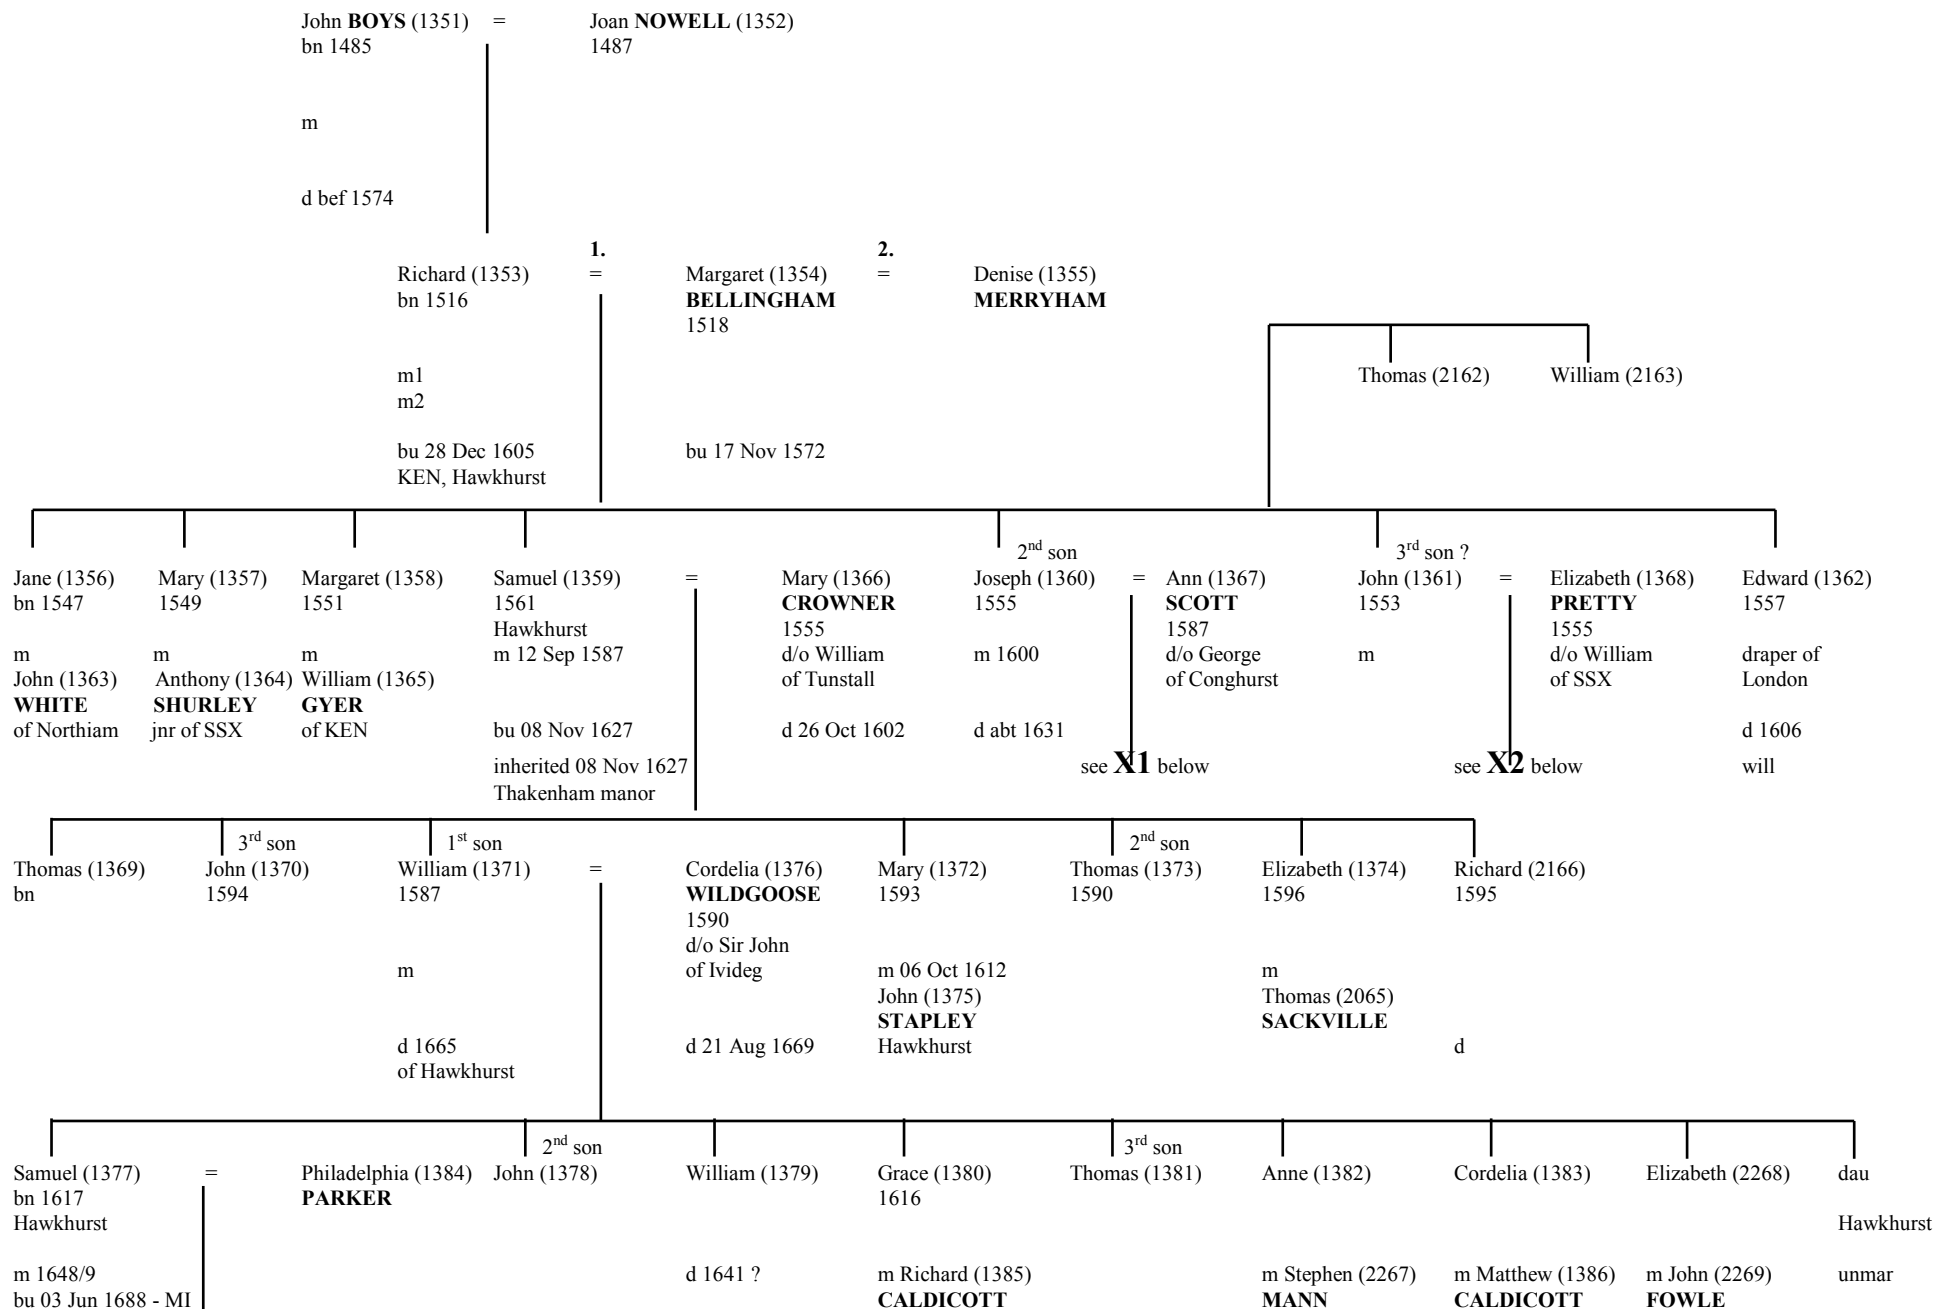 John BOYS (1351) = Joan NOWELL (1352)
bn 1485 1487
m
d bef 1574
1. 2.
Richard (1353) = Margaret (1354) = Denise (1355)
bn 1516 BELLINGHAM MERRYHAM
1518
m1 Thomas (2162) William (2163)
m2
bu 28 Dec 1605 bu 17 Nov 1572
KEN, Hawkhurst
2nd son 3rd son ?
Jane (1356) Mary (1357) Margaret (1358) Samuel (1359) = Mary (1366) Joseph (1360) = Ann (1367) John (1361) = Elizabeth (1368) Edward (1362)
bn 1547 1549 1551 1561 CROWNER 1555 SCOTT 1553 PRETTY 1557
Hawkhurst 1555 1587 1555
m m m m 12 Sep 1587 d/o William m 1600 d/o George m d/o William draper of
John (1363) Anthony (1364) William (1365) of Tunstall of Conghurst of SSX London
WHITE SHURLEY GYER
of Northiam jnr of SSX of KEN bu 08 Nov 1627 d 26 Oct 1602 d abt 1631 d 1606
inherited 08 Nov 1627 see X1 below see X2 below will
Thakenham manor
3rd son 1st son 2nd son
Thomas (1369) John (1370) William (1371) = Cordelia (1376) Mary (1372) Thomas (1373) Elizabeth (1374) Richard (2166)
bn 1594 1587 WILDGOOSE 1593 1590 1596 1595
1590
d/o Sir John
m of Ivideg m 06 Oct 1612 m
John (1375) Thomas (2065)
STAPLEY SACKVILLE
d 1665 d 21 Aug 1669 Hawkhurst d
of Hawkhurst
2nd son 3rd son
Samuel (1377) = Philadelphia (1384) John (1378) William (1379) Grace (1380) Thomas (1381) Anne (1382) Cordelia (1383) Elizabeth (2268) dau
bn 1617 PARKER 1616
Hawkhurst Hawkhurst
m 1648/9 d 1641 ? m Richard (1385) m Stephen (2267) m Matthew (1386) m John (2269) unmar
bu 03 Jun 1688 - MI CALDICOTT MANN CALDICOTT FOWLE